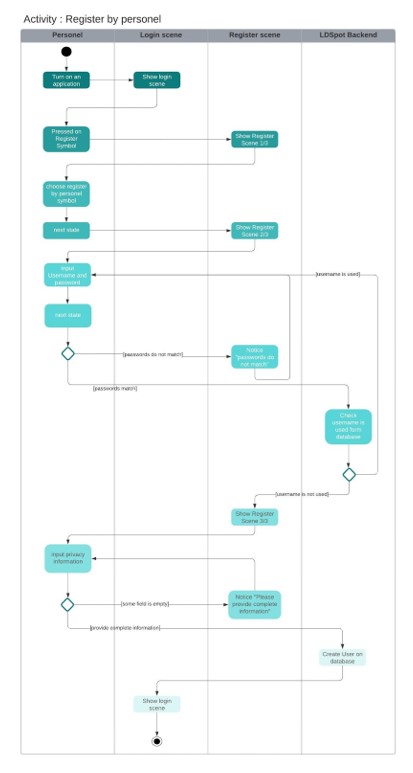 Activity : Register by personel
Personel
Login scene
Register scene
LDSpot Backend
Turn on an
application
Show login
scene
Pressed on
Register
Symbol
Show Register
Scene 1/3
choose register
by personel
symbol
next state
Show Register
Scene 2/3
Input
Username and
password
[username is used]
next state
[passwords do not match]
Notice
"passwords do
not match"
[passwords match]
Check
username is
used form
database
[username is not used]
Show Register
Scene 3/3
Input privacy
information
[some field is empty]
Notice "Please
provide complete
information"
[provide complete information]
Create User on
database
Show login
scene